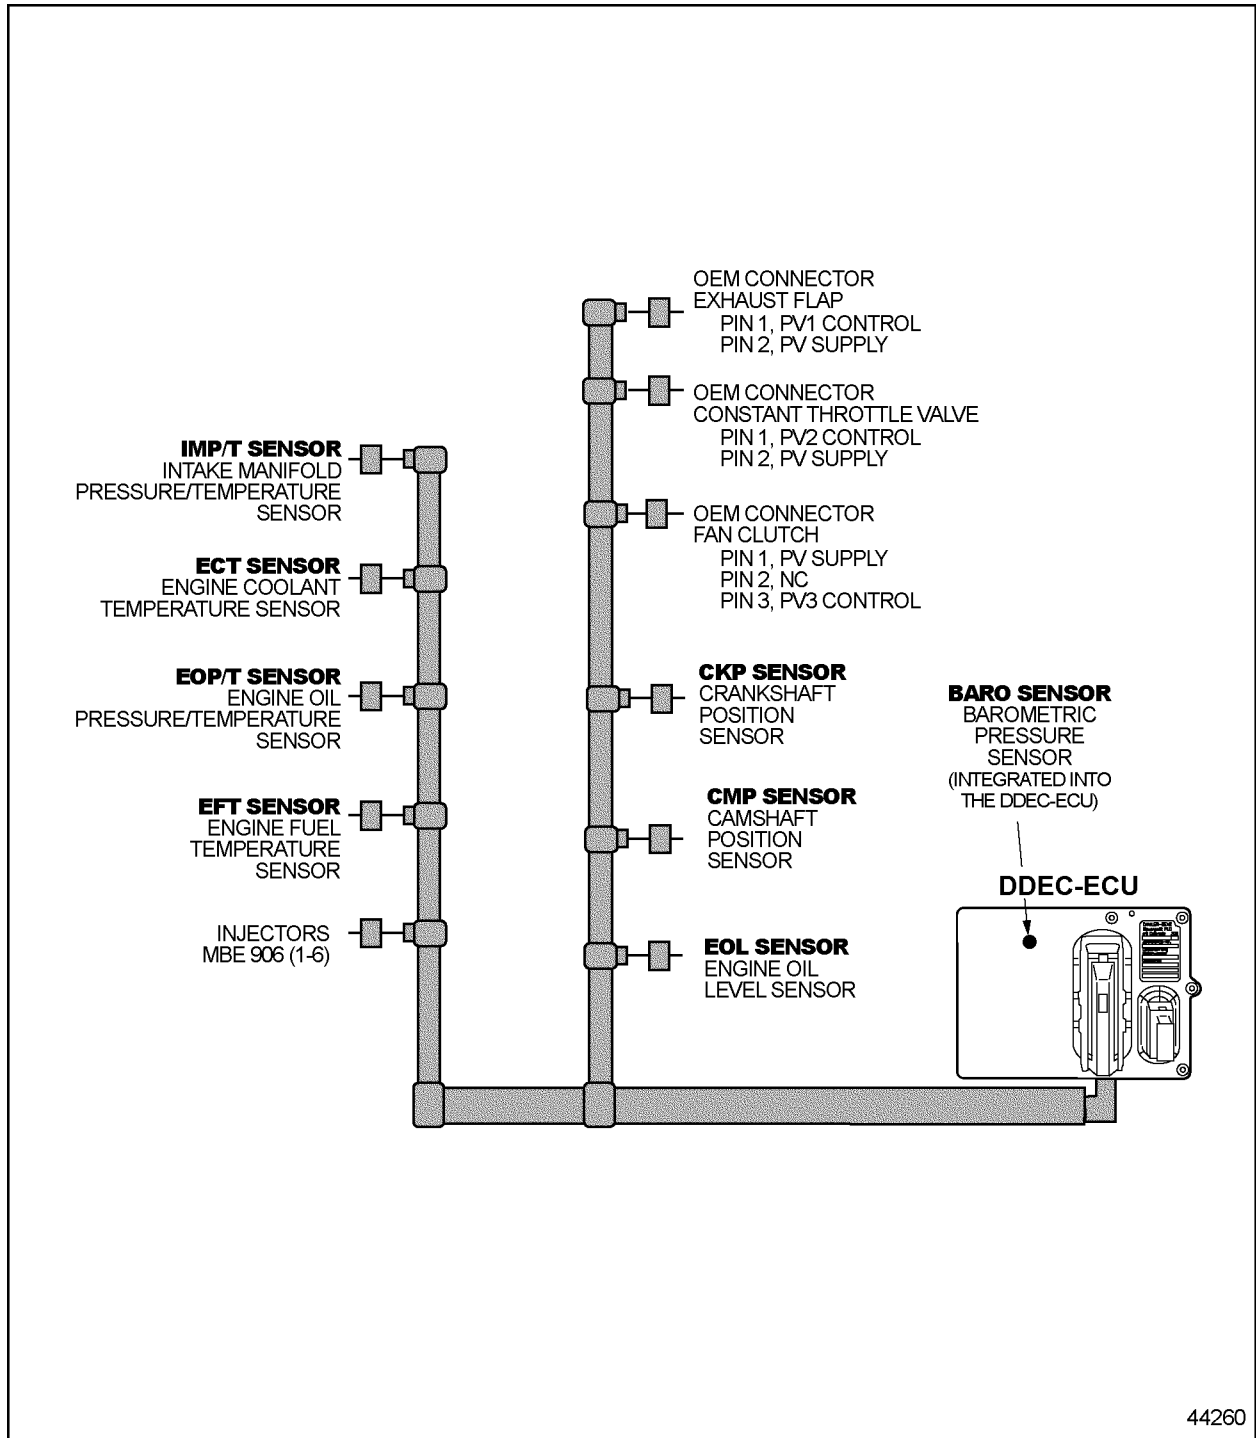 OEM CONNECTOR
EXHAUST FLAP
PIN 1, PV1 CONTROL
PIN 2, PV SUPPLY
OEM CONNECTOR
CONSTANT THROTTLE VALVE
PIN 1, PV2 CONTROL
PIN 2, PV SUPPLY
OEM CONNECTOR
FAN CLUTCH
PIN 1, PV SUPPLY
PIN 2, NC
PIN 3, PV3 CONTROL
IMP/T SENSOR
INTAKE MANIFOLD
PRESSURE/TEMPERATURE
SENSOR
ECT SENSOR
ENGINE COOLANT
TEMPERATURE SENSOR
EOP/T SENSOR
ENGINE OIL
PRESSURE/TEMPERATURE
SENSOR
EFT SENSOR
ENGINE FUEL
TEMPERATURE
SENSOR
INJECTORS
MBE 906 (1-6)
CKP SENSOR
CRANKSHAFT
POSITION
SENSOR
CMP SENSOR
CAMSHAFT
POSITION
SENSOR
EOL SENSOR
ENGINE OIL
LEVEL SENSOR
BARO SENSOR
BAROMETRIC
PRESSURE
SENSOR
(INTEGRATED INTO
THE DDEC-ECU)
DDEC-ECU
44260